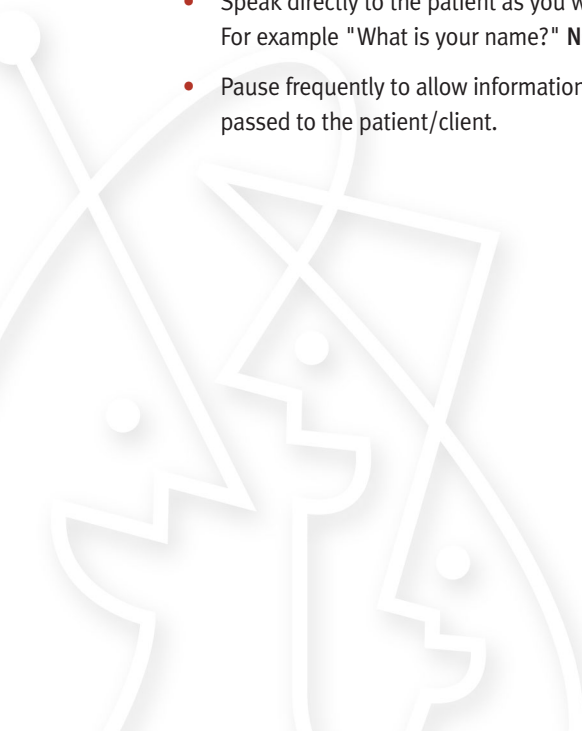 Speak directly to the patient as you
For example "What is your name?"
Pause frequently to allow information
passed to the patient/client.